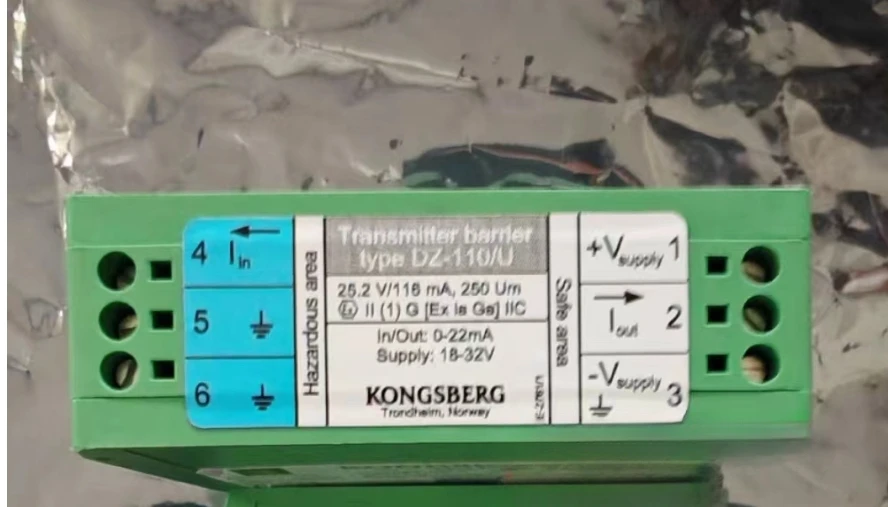 4 Iin
5
6
Hazardous area
Transmitter barrier
type DZ-110/U
25.2 V/116 mA, 250 Um
Ex II (1) G [Ex ia Ga] IIC
In/Out: 0-22mA
Supply: 18-32V
KONGSBERG
Trondheim, Norway
Safe area
+Vsupply 1
Iout 2
-Vsupply 3